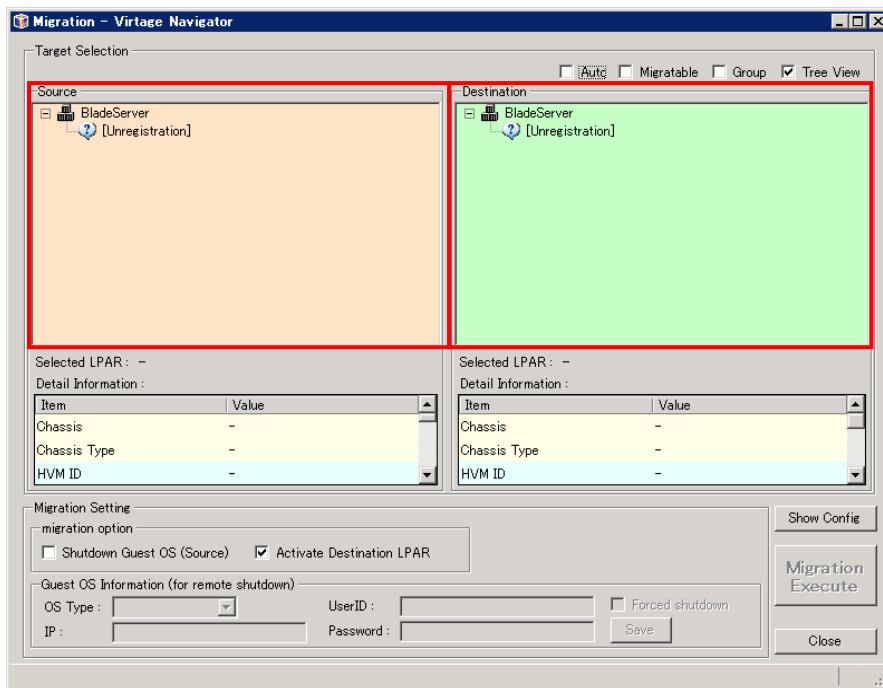 Migration - Virtage Navigator
Target Selection
Auto Migratable Group Tree View
Source
BladeServer
[Unregistration]
Destination
BladeServer
[Unregistration]
Selected LPAR : -
Detail Information :
Item Value
Chassis -
Chassis Type -
HVM ID -
Selected LPAR : -
Detail Information :
Item Value
Chassis -
Chassis Type -
HVM ID -
Migration Setting
migration option
Shutdown Guest OS (Source) Activate Destination LPAR
Guest OS Information (for remote shutdown)
OS Type : UserID : Forced shutdown
IP : Password : Save
Show Config
Migration
Execute
Close